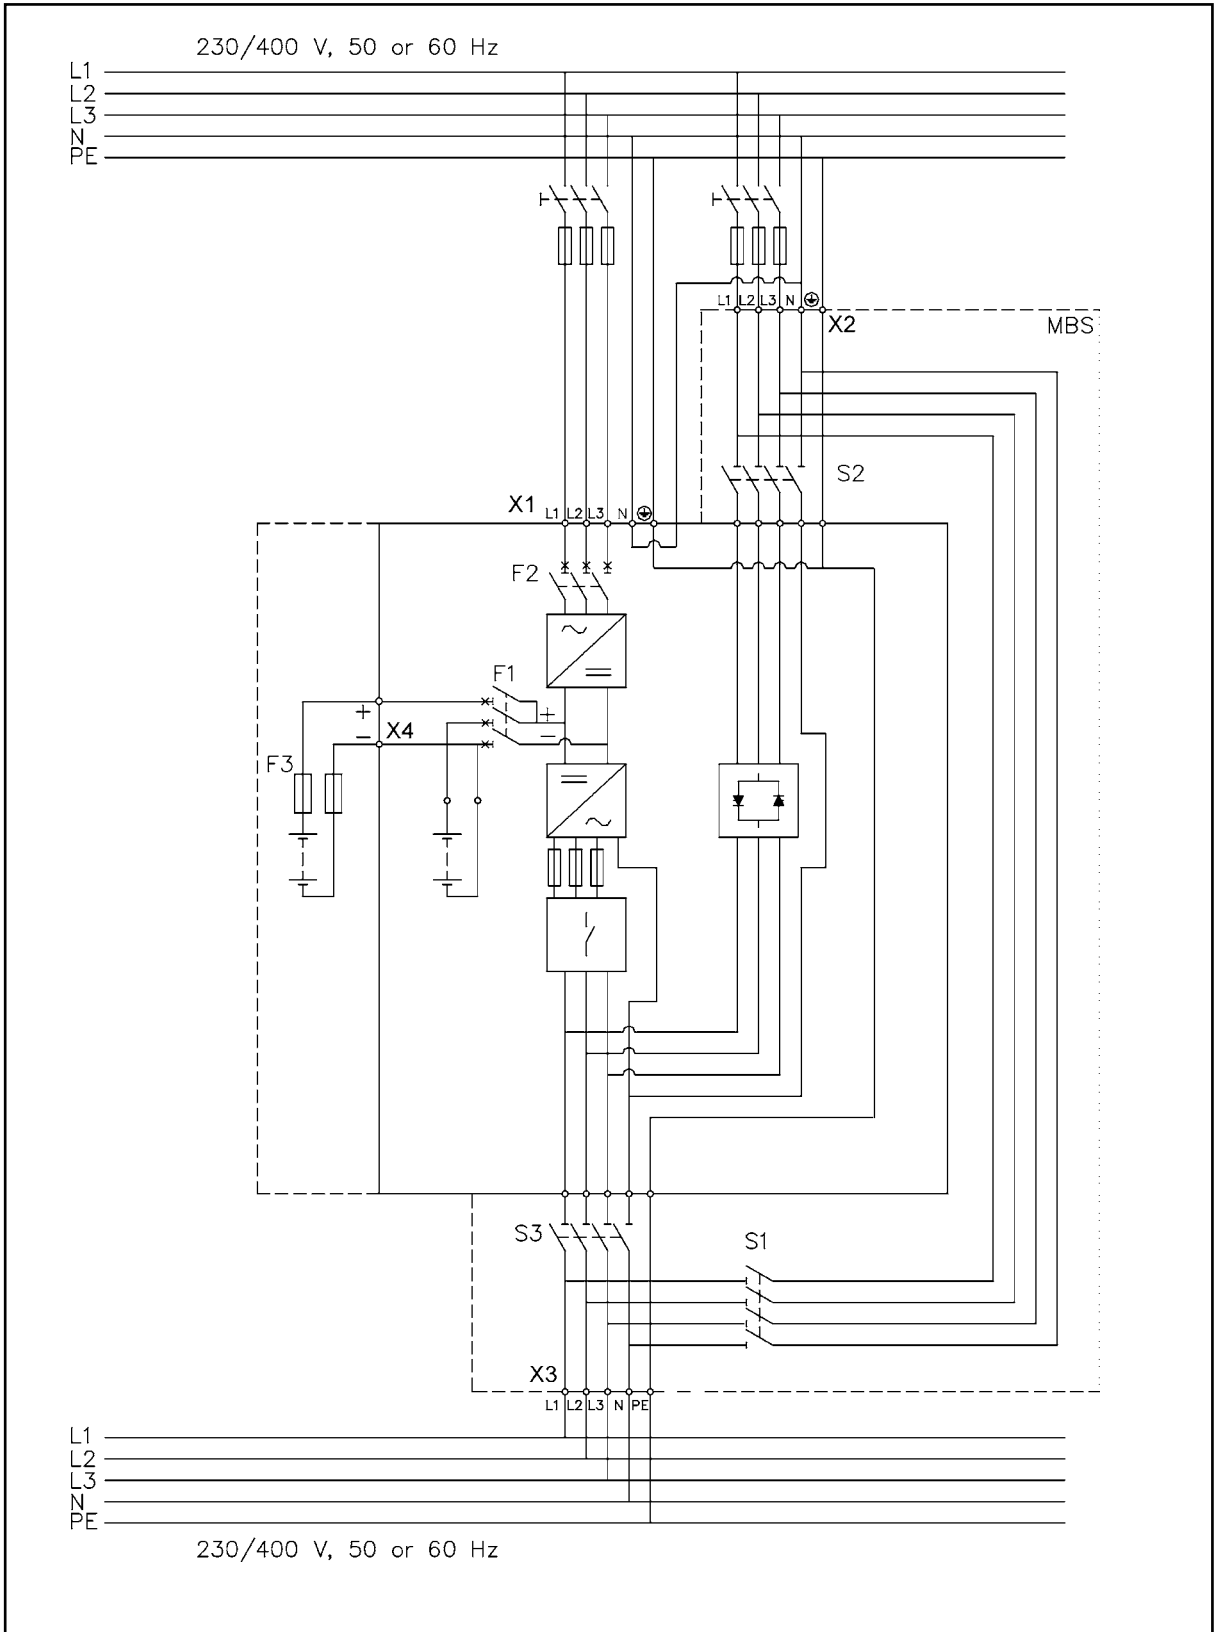 230/400 V, 50 or 60 Hz
L1
L2
L3
N
PE
L1 L2 L3 N
X2
MBS
S2
X1
L1 L2 L3 N
F2
F1
+
+
−
−
X4
F3
S3
S1
X3
L1 L2 L3 N PE
L1
L2
L3
N
PE
230/400 V, 50 or 60 Hz